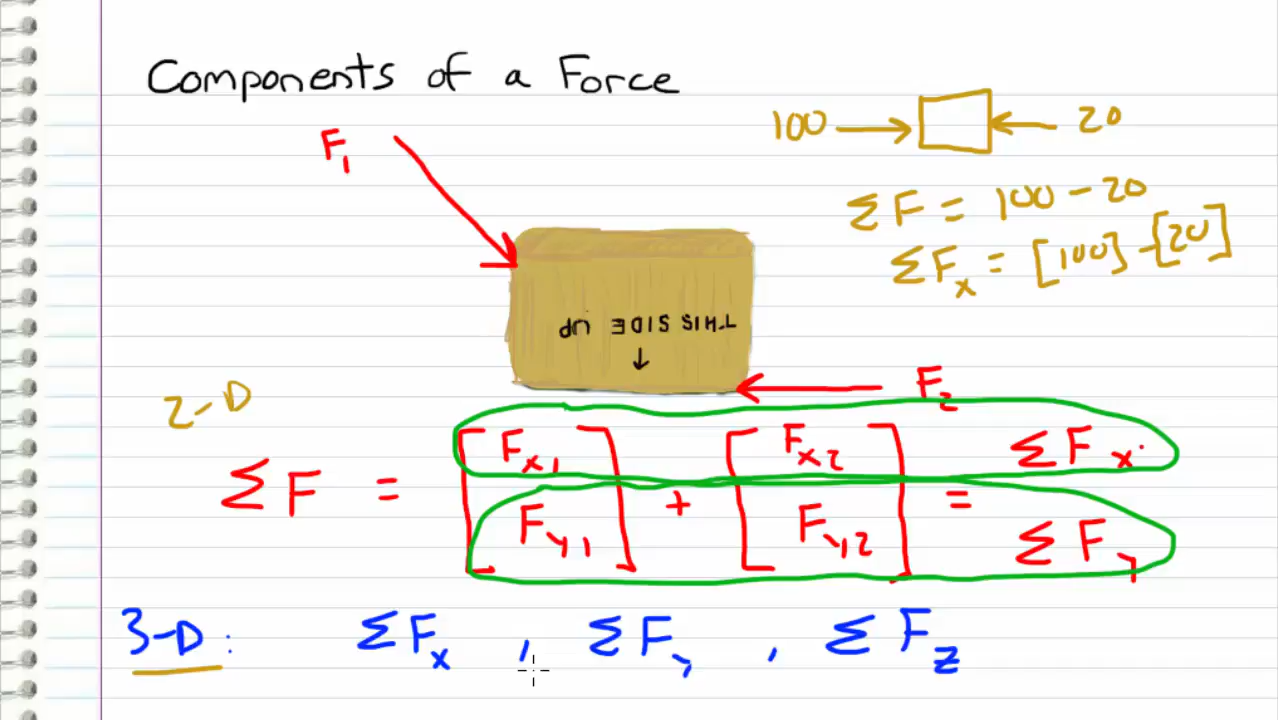 Components of a Force
F₁
100 → ← 20
ΣF = 100 - 20
ΣFₓ = [100] - [20]
THIS SIDE UP
↓
F₂
2-D
ΣF = [Fx1 Fy1] + [Fx2 Fy2] = ΣFx ΣFy
3-D: ΣFx , ΣFy , ΣFz